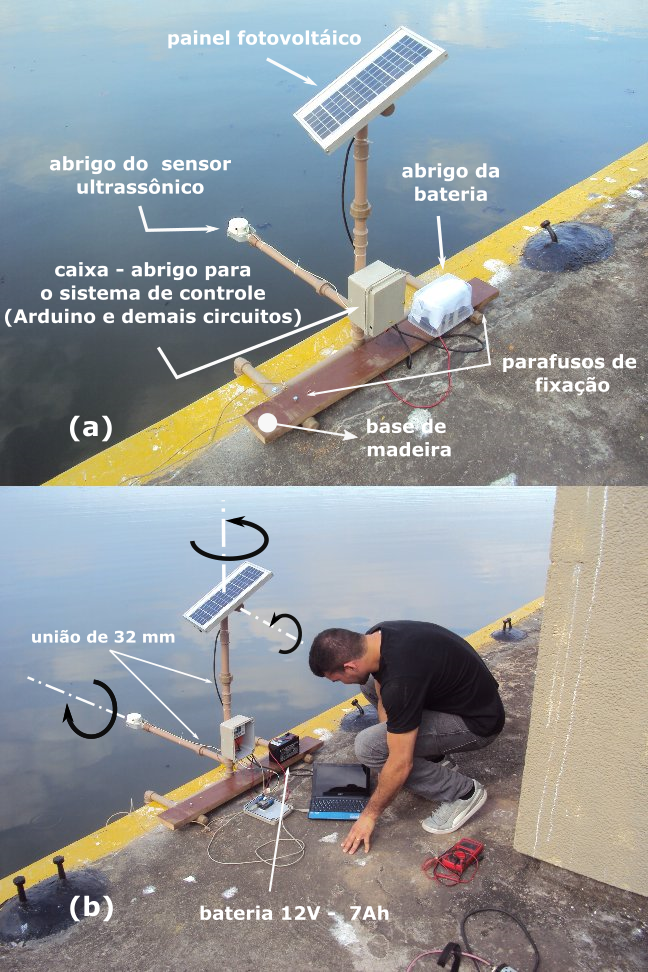 painel fotovoltáico
abrigo do sensor
ultrassônico
abrigo da
bateria
caixa - abrigo para
o sistema de controle
(Arduino e demais circuitos)
parafusos de
fixação
(a)
base de
madeira
união de 32 mm
(b)
bateria 12V - 7Ah